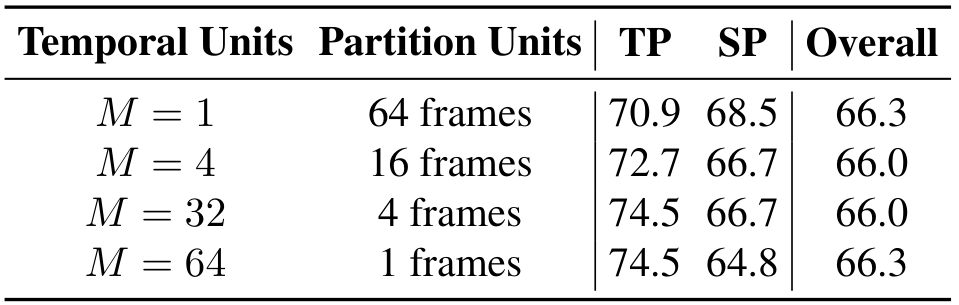 Temporal Units Partition Units TP SP Overall
M = 1 64 frames 70.9 68.5 66.3
M = 4 16 frames 72.7 66.7 66.0
M = 32 4 frames 74.5 66.7 66.0
M = 64 1 frames 74.5 64.8 66.3